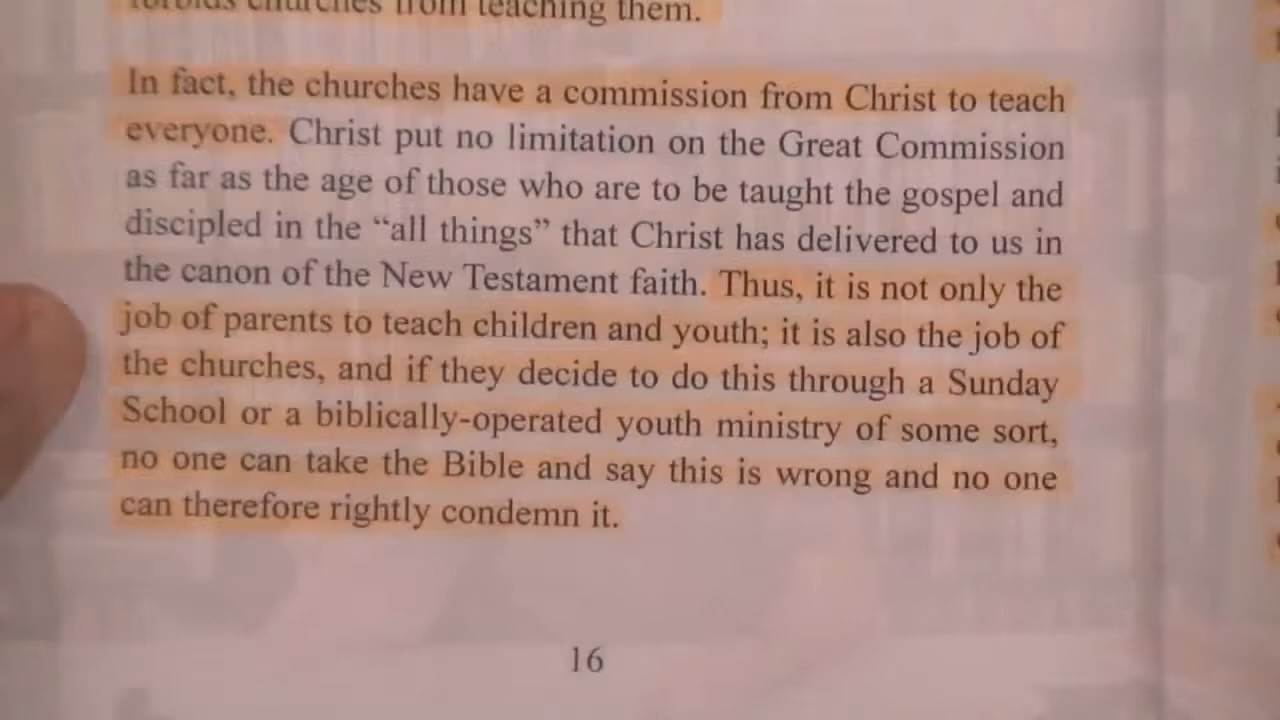 forbids churches from teaching them.
In fact, the churches have a commission from Christ to teach
everyone. Christ put no limitation on the Great Commission
as far as the age of those who are to be taught the gospel and
discipled in the “all things” that Christ has delivered to us in
the canon of the New Testament faith. Thus, it is not only the
job of parents to teach children and youth; it is also the job of
the churches, and if they decide to do this through a Sunday
School or a biblically-operated youth ministry of some sort,
no one can take the Bible and say this is wrong and no one
can therefore rightly condemn it.
16